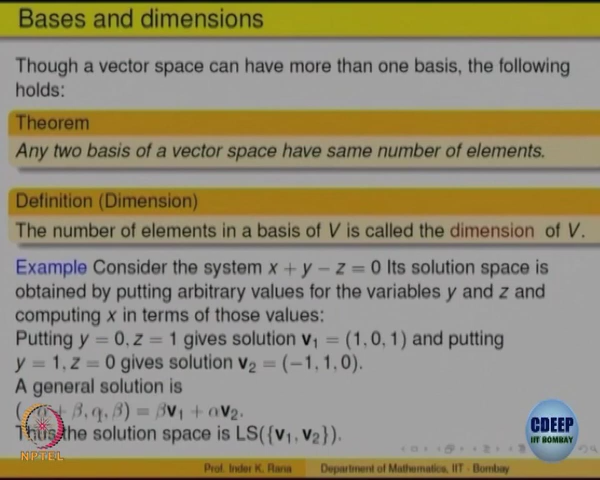 Bases and dimensions
Though a vector space can have more than one basis, the following
holds:
Theorem
Any two basis of a vector space have same number of elements.
Definition (Dimension)
The number of elements in a basis of V is called the dimension of V.
Example Consider the system x + y − z = 0 Its solution space is
obtained by putting arbitrary values for the variables y and z and
computing x in terms of those values:
Putting y = 0, z = 1 gives solution v₁ = (1, 0, 1) and putting
y = 1, z = 0 gives solution v₂ = (−1, 1, 0).
A general solution is
+ β, α, β) = βv₁ + αv₂.
Thus the solution space is LS({v₁, v₂}).
NPTEL
CDEEP
IIT BOMBAY
Prof. Inder K. Rana Department of Mathematics, IIT - Bombay